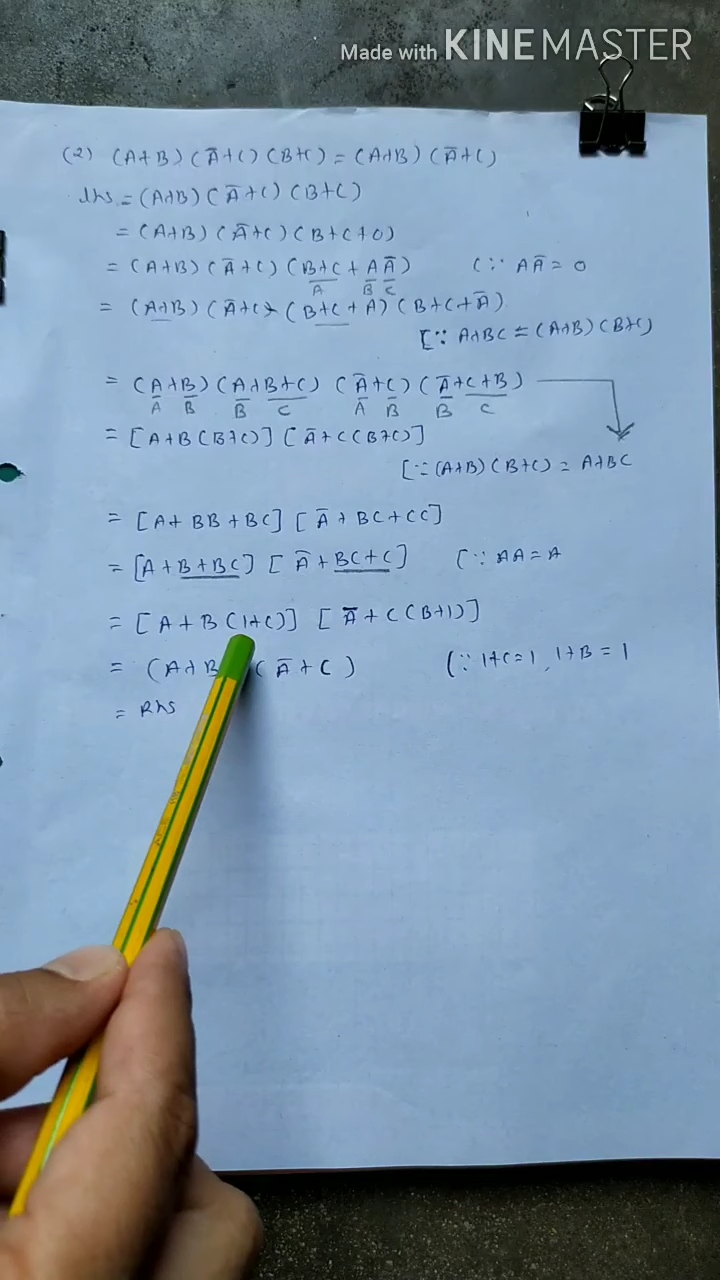 Made with KINEMASTER
(2) (A+B) (Ā+C) (B+C) = (A+B) (Ā+C)
Lhs = (A+B) (Ā+C) (B+C)
= (A+B) (Ā+C) (B+C+0)
= (A+B) (Ā+C) (B+C + AĀ) (∵ AĀ = 0
A B C
= (A+B) (Ā+C) (B+C+A) (B+C+Ā)
[∵ A+BC = (A+B) (B+C)
= (A+B) (A+B+C) (Ā+C) (Ā+C+B)
A B B C A B B C
= [A+B(B+C)] [Ā+C(B+C)]
[∵ (A+B) (B+C) = A+BC
= [A+BB+BC] [Ā+BC+CC]
= [A+B+BC] [Ā+BC+C] (∵ AA = A
= [A+B(1+C)] [Ā+C(B+1)]
= (A+B (Ā+C) (∵ 1+C=1, 1+B=1
= Rhs